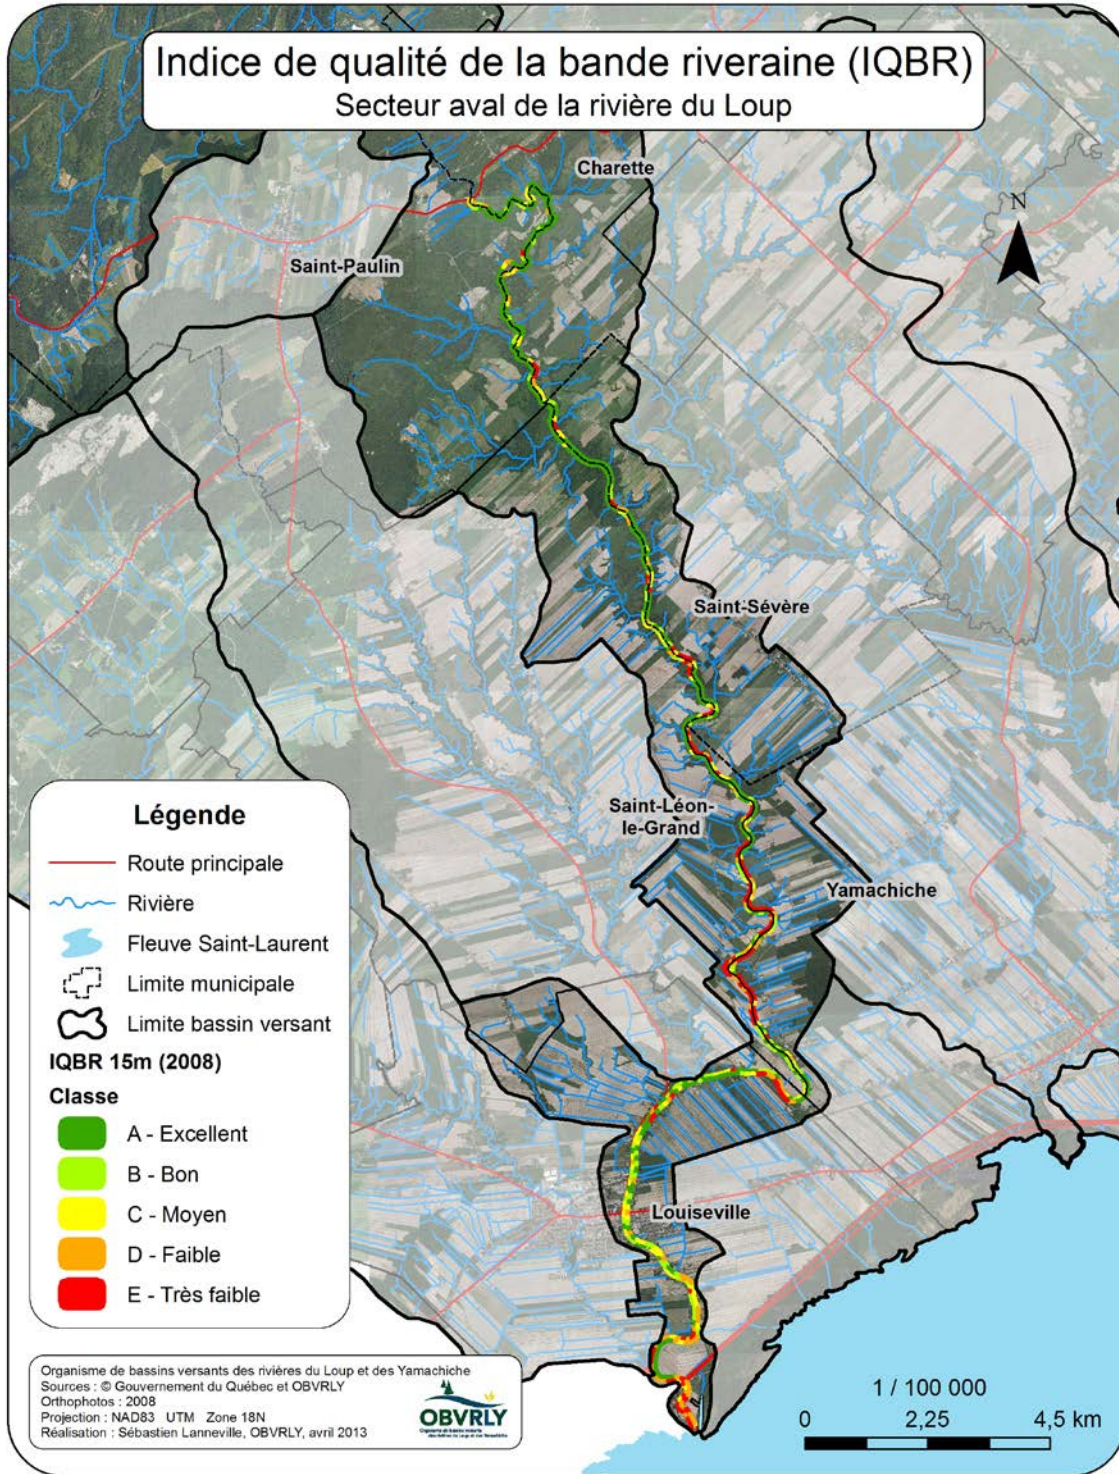 Indice de qualité de la bande riveraine (IQBR)
Secteur aval de la rivière du Loup
Charette
N
Saint-Paulin
Saint-Sévère
Saint-Léon-
le-Grand
Yamachiche
Louiseville
Légende
Route principale
Rivière
Fleuve Saint-Laurent
Limite municipale
Limite bassin versant
IQBR 15m (2008)
Classe
A - Excellent
B - Bon
C - Moyen
D - Faible
E - Très faible
Organisme de bassins versants des rivières du Loup et des Yamachiche
Sources : © Gouvernement du Québec et OBVRLY
Orthophotos : 2008
Projection : NAD83 UTM Zone 18N
Réalisation : Sébastien Lanneville, OBVRLY, avril 2013
OBVRLY
1 / 100 000
0 2,25 4,5 km